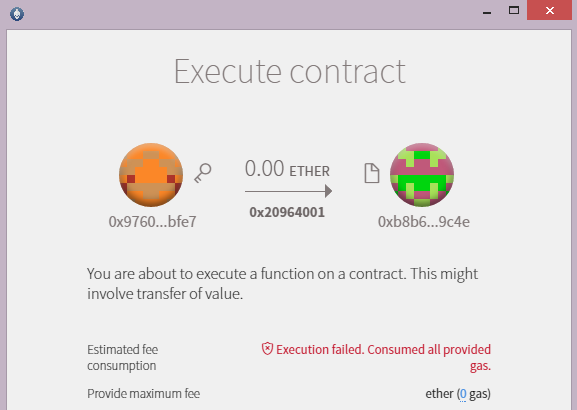 Execute contract
0.00 ETHER
0x20964001
0x9760...bfe7
0xb8b6...9c4e
You are about to execute a function on a contract. This might
involve transfer of value.
Estimated fee
consumption
Execution failed. Consumed all provided
gas.
Provide maximum fee
ether (0 gas)